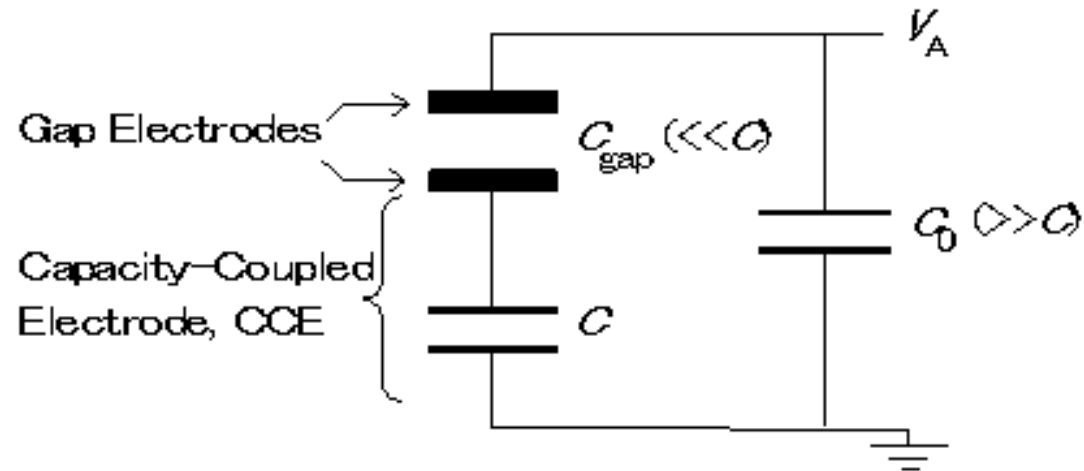 V_A
Gap Electrodes
C_gap (<<C)
C_0 (>>C)
Capacity-Coupled
Electrode, CCE
C